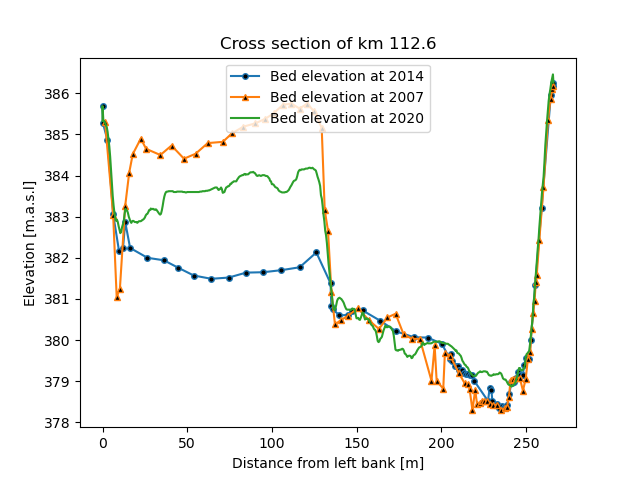 Cross section of km 112.6
Bed elevation at 2014
Bed elevation at 2007
Bed elevation at 2020
Elevation [m.a.s.l]
386
385
384
383
382
381
380
379
378
0 50 100 150 200 250
Distance from left bank [m]